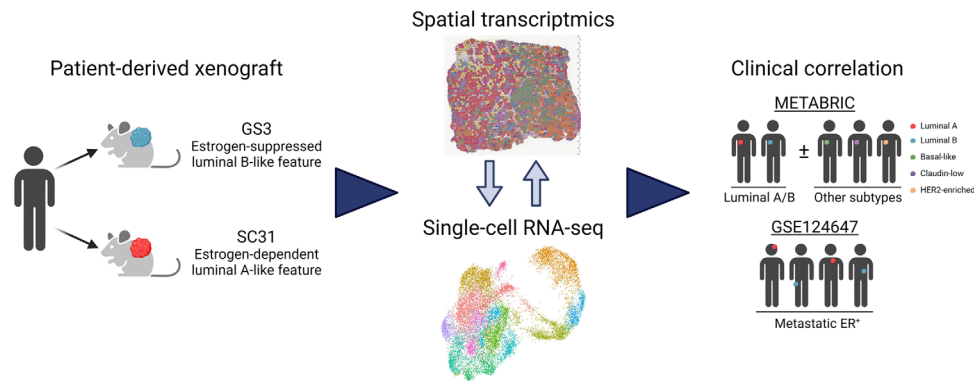 Patient-derived xenograft
GS3
Estrogen-suppressed
luminal B-like feature
SC31
Estrogen-dependent
luminal A-like feature
Spatial transcriptmics
Single-cell RNA-seq
Clinical correlation
METABRIC
±
Luminal A/B
Other subtypes
Luminal A
Luminal B
Basal-like
Claudin-low
HER2-enriched
GSE124647
Metastatic ER⁺